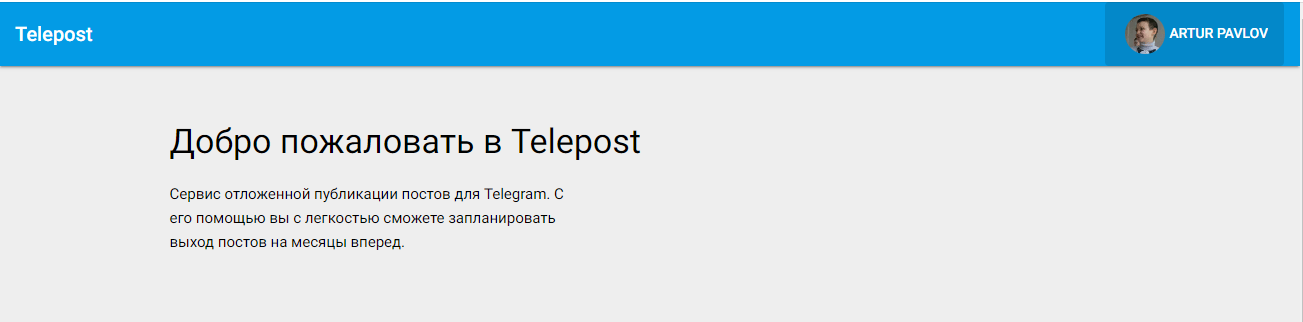 Telepost
ARTUR PAVLOV
Добро пожаловать в Telepost
Сервис отложенной публикации постов для Telegram. С
его помощью вы с легкостью сможете запланировать
выход постов на месяцы вперед.